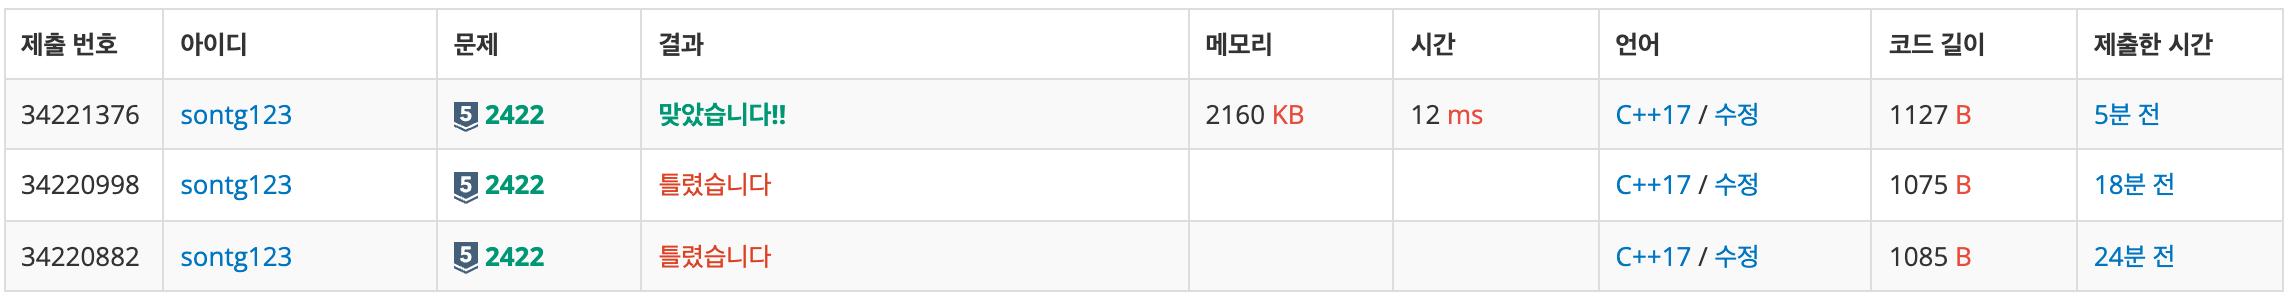 제출 번호 아이디 문제 결과 메모리 시간 언어 코드 길이 제출한 시간
34221376 sontg123 5 2422 맞았습니다!! 2160 KB 12 ms C++17 / 수정 1127 B 5분 전
34220998 sontg123 5 2422 틀렸습니다 C++17 / 수정 1075 B 18분 전
34220882 sontg123 5 2422 틀렸습니다 C++17 / 수정 1085 B 24분 전